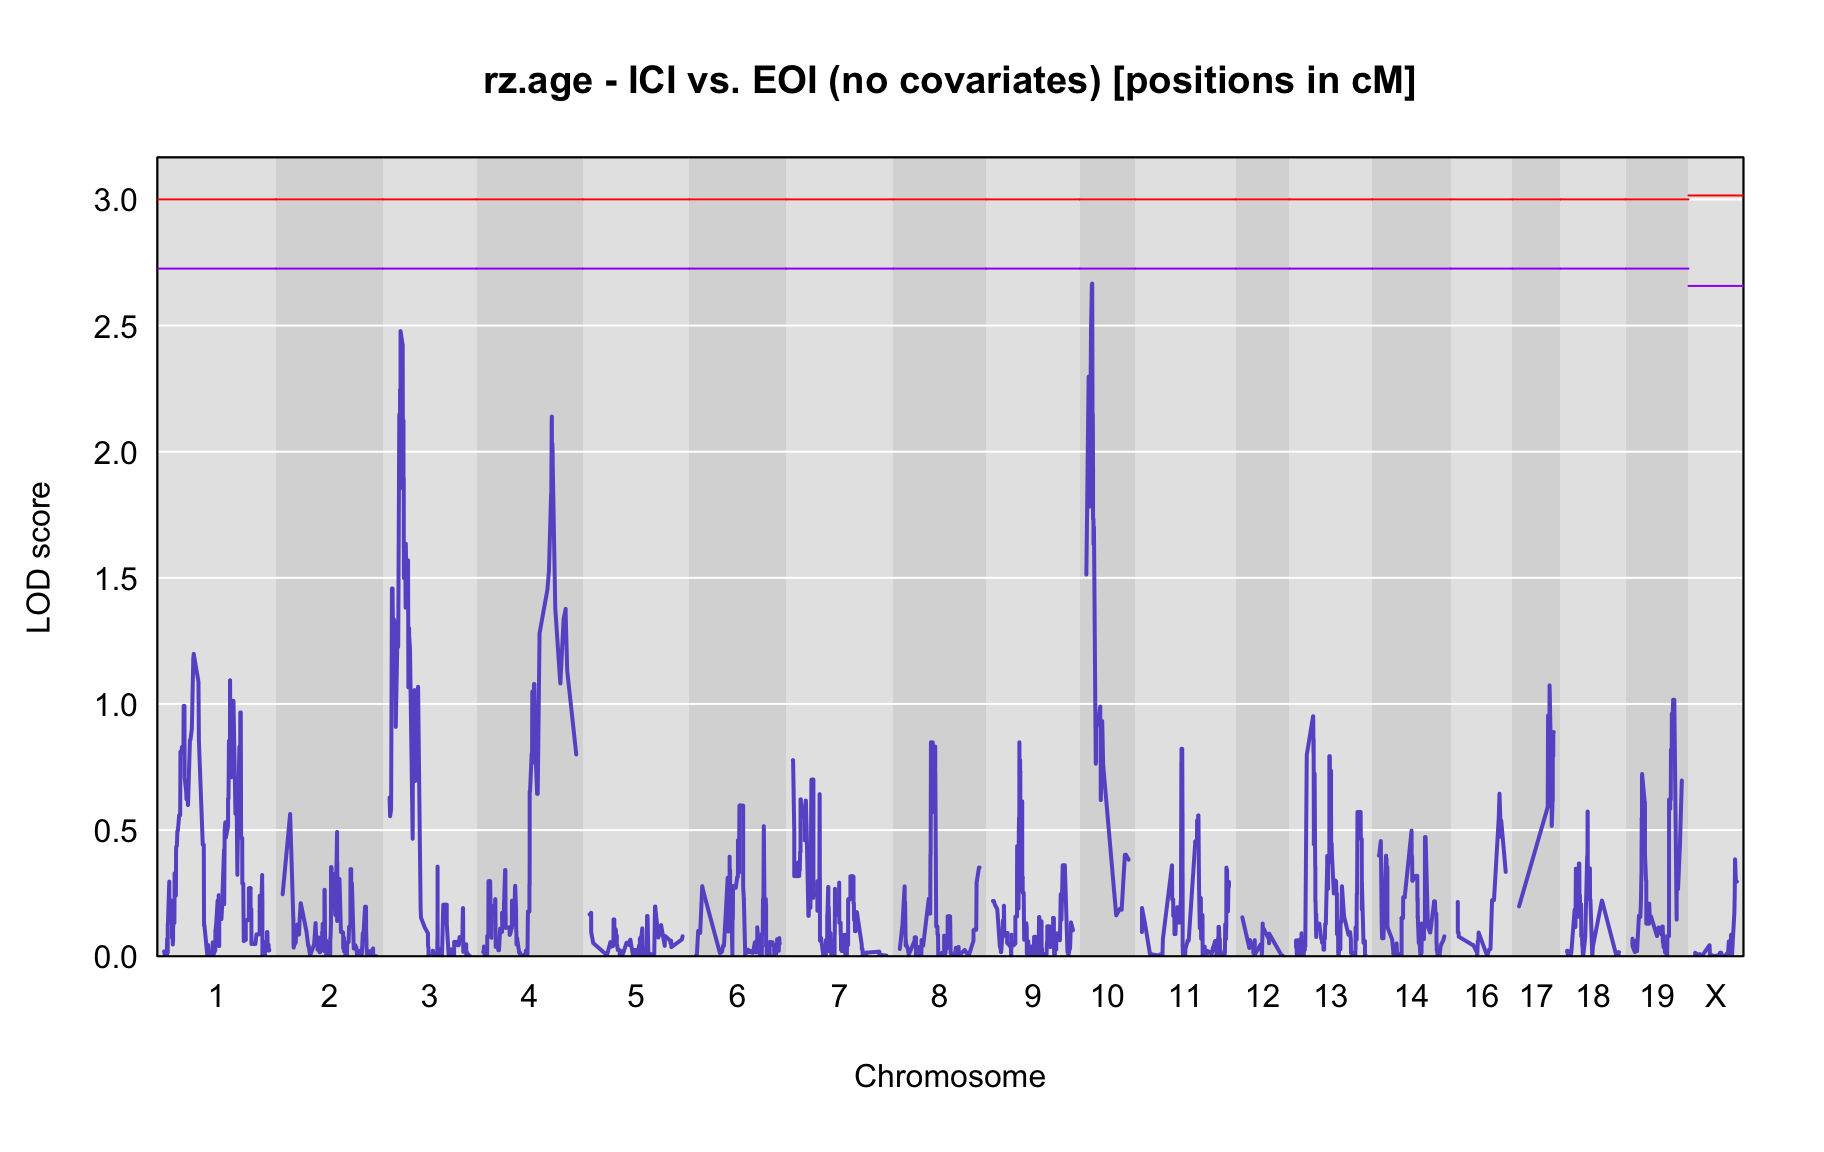 rz.age - ICI vs. EOI (no covariates) [positions in cM]
3.0
2.5
2.0
1.5
1.0
0.5
0.0
LOD score
1 2 3 4 5 6 7 8 9 10 11 12 13 14 16 17 18 19 X
Chromosome